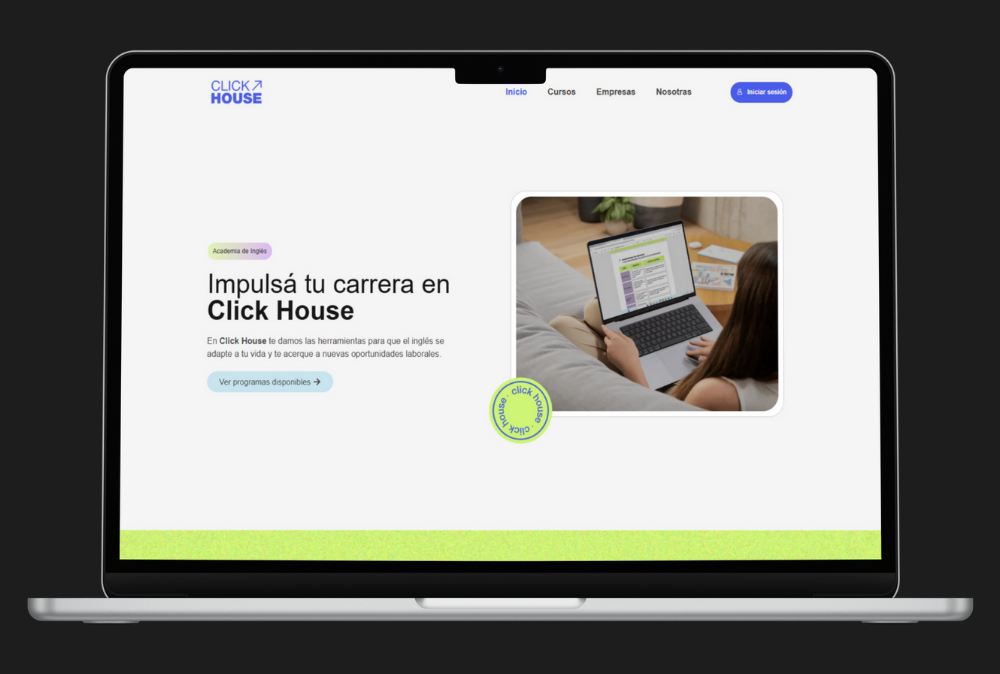 CLICK
HOUSE
Inicio
Cursos
Empresas
Nosotras
Iniciar sesión
Academia de Inglés
Impulsá tu carrera en
Click House
En Click House te damos las herramientas para que el inglés se
adapte a tu vida y te acerque a nuevas oportunidades laborales.
Ver programas disponibles →
click house · click house ·